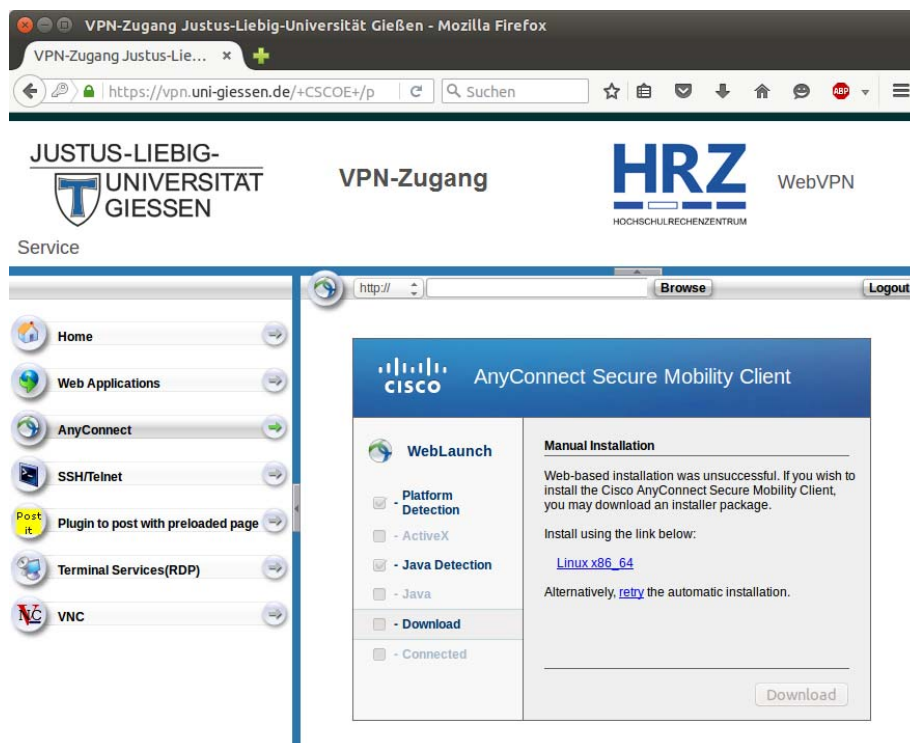 VPN-Zugang Justus-Liebig-Universität Gießen - Mozilla Firefox
VPN-Zugang Justus-Lie...
https://vpn.uni-giessen.de/+CSCOE+/p
Suchen
ABP
JUSTUS-LIEBIG-
UNIVERSITÄT
GIESSEN
VPN-Zugang
HRZ
HOCHSCHULRECHENZENTRUM
WebVPN
Service
http://
Browse
Logout
Home
Web Applications
AnyConnect
SSH/Telnet
Post
it
Plugin to post with preloaded page
Terminal Services(RDP)
VNC
VNC
CISCO
AnyConnect Secure Mobility Client
WebLaunch
- Platform
Detection
- ActiveX
- Java Detection
- Java
- Download
- Connected
Manual Installation
Web-based installation was unsuccessful. If you wish to
install the Cisco AnyConnect Secure Mobility Client,
you may download an installer package.
Install using the link below:
Linux x86_64
Alternatively, retry the automatic installation.
Download